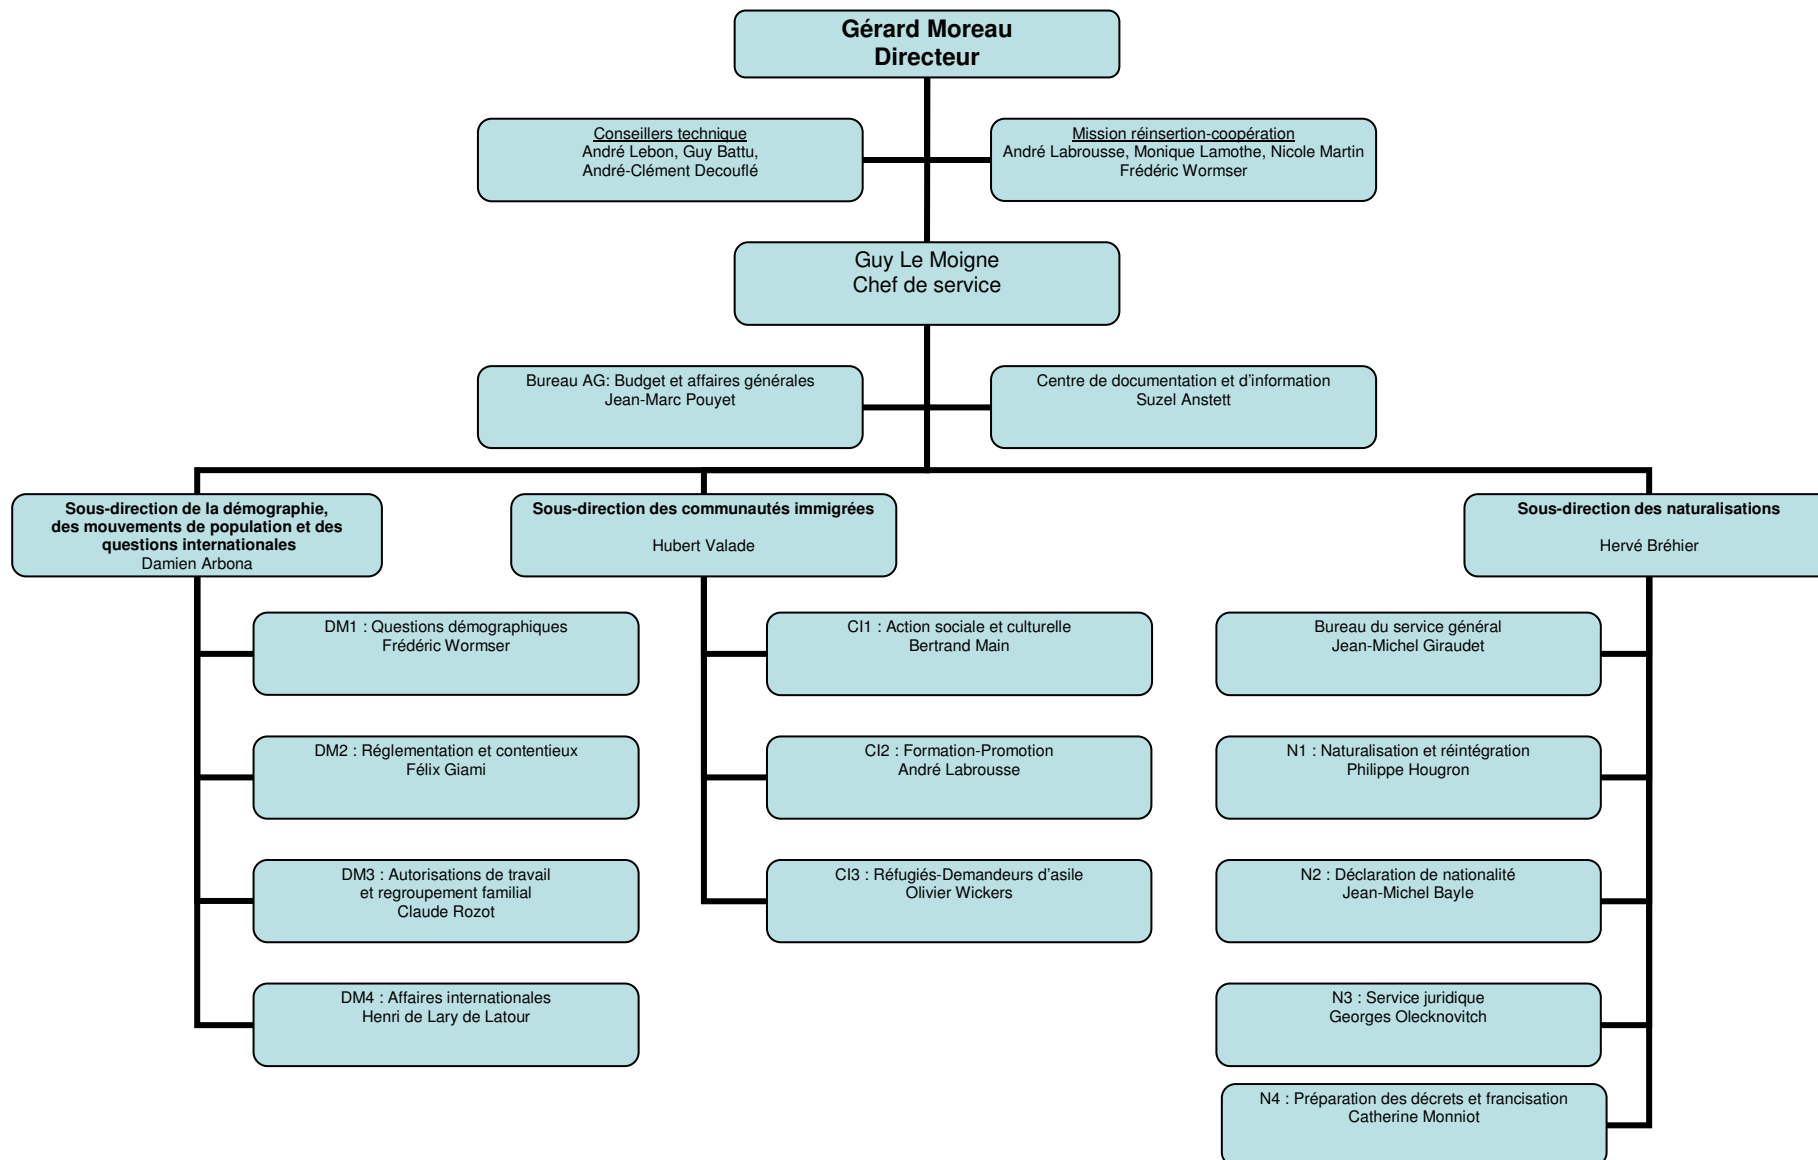 Gérard Moreau
Directeur
Conseillers technique
André Lebon, Guy Battu,
André-Clément Decouflé
Mission réinsertion-coopération
André Labrousse, Monique Lamothe, Nicole Martin
Frédéric Wormser
Guy Le Moigne
Chef de service
Bureau AG: Budget et affaires générales
Jean-Marc Pouyet
Centre de documentation et d'information
Suzel Anstett
Sous-direction de la démographie,
des mouvements de population et des
questions internationales
Damien Arbona
Sous-direction des communautés immigrées
Hubert Valade
Sous-direction des naturalisations
Hervé Bréhier
DM1 : Questions démographiques
Frédéric Wormser
CI1 : Action sociale et culturelle
Bertrand Main
Bureau du service général
Jean-Michel Giraudet
DM2 : Réglementation et contentieux
Félix Giami
CI2 : Formation-Promotion
André Labrousse
N1 : Naturalisation et réintégration
Philippe Hougron
DM3 : Autorisations de travail
et regroupement familial
Claude Rozot
CI3 : Réfugiés-Demandeurs d'asile
Olivier Wickers
N2 : Déclaration de nationalité
Jean-Michel Bayle
DM4 : Affaires internationales
Henri de Lary de Latour
N3 : Service juridique
Georges Olecknovitch
N4 : Préparation des décrets et francisation
Catherine Monniot